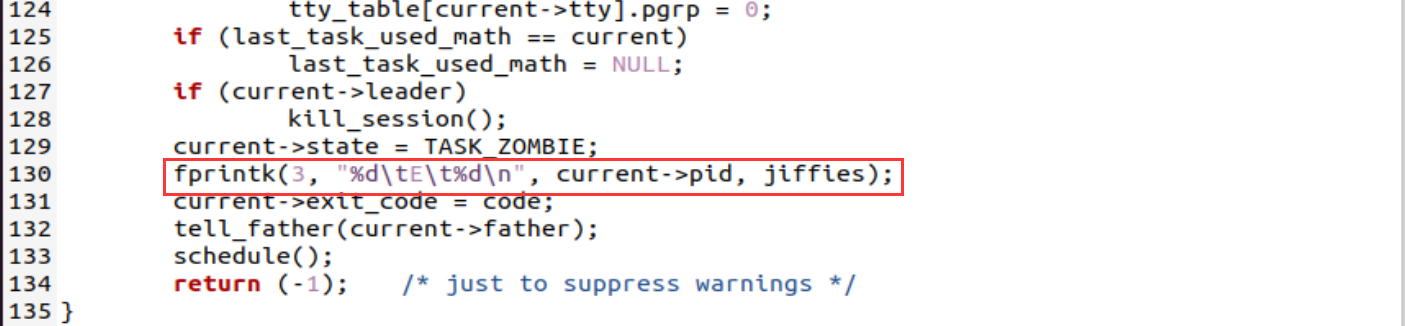 124                 tty_table[current->tty].pgrp = 0;
125         if (last_task_used_math == current)
126                 last_task_used_math = NULL;
127         if (current->leader)
128                 kill_session();
129         current->state = TASK_ZOMBIE;
130         fprintk(3, "%d\tE\t%d\n", current->pid, jiffies);
131         current->exit_code = code;
132         tell_father(current->father);
133         schedule();
134         return (-1);    /* just to suppress warnings */
135 }